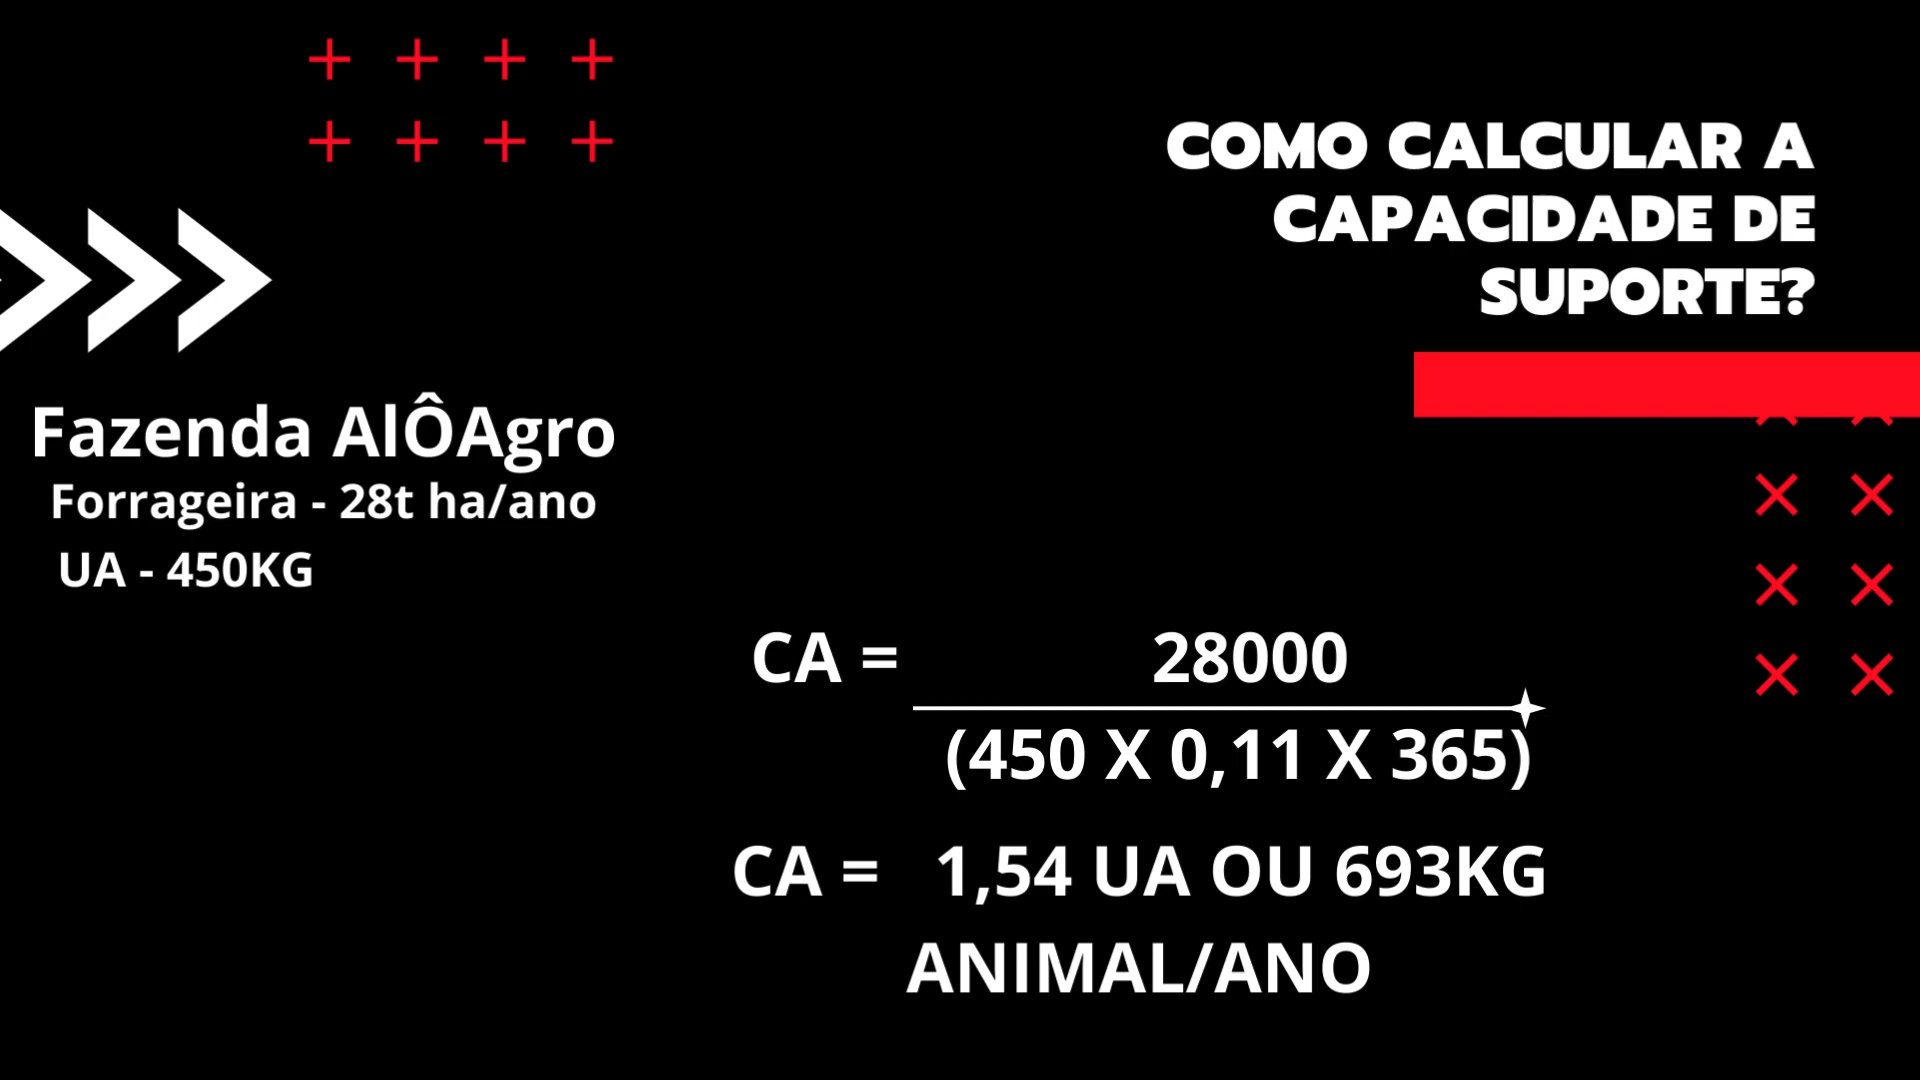 COMO CALCULAR A
CAPACIDADE DE
SUPORTE?
Fazenda AlÔAgro
Forrageira - 28t ha/ano
UA - 450KG
CA = 28000
(450 X 0,11 X 365)
CA = 1,54 UA OU 693KG
ANIMAL/ANO